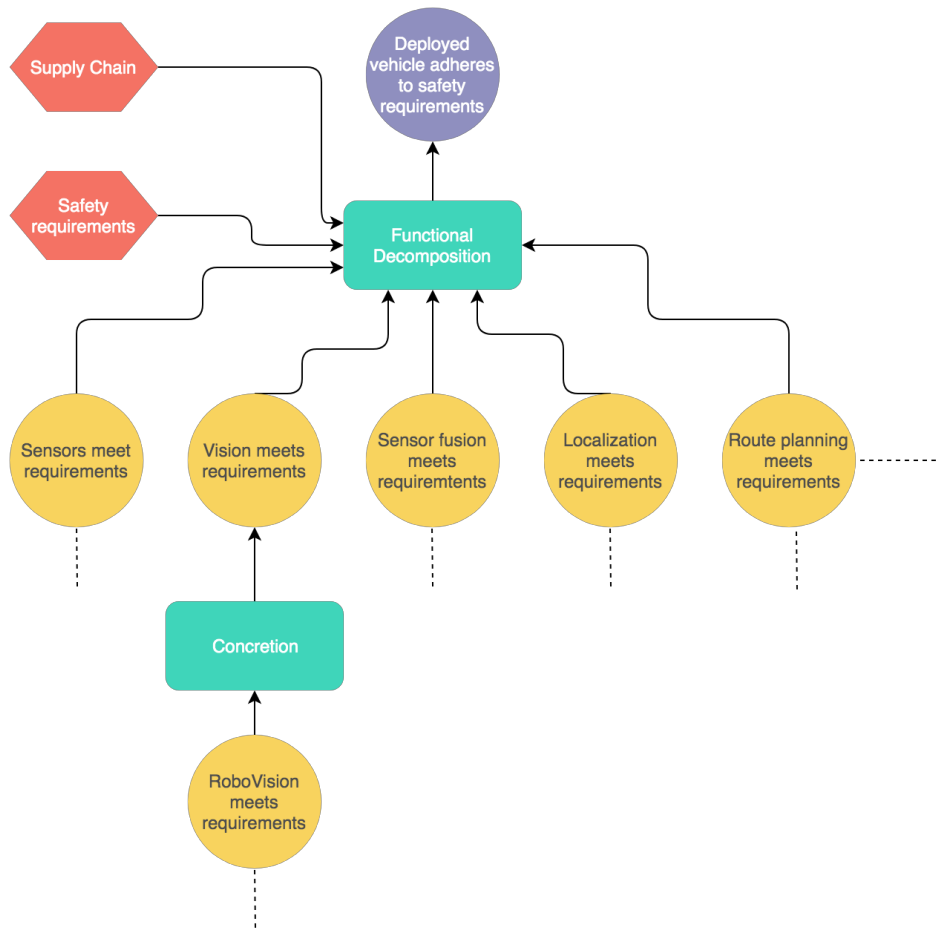 Supply Chain
Deployed
vehicle adheres
to safety
requirements
Safety
requirements
Functional
Decomposition
Sensors meet
requirements
Vision meets
requirements
Sensor fusion
meets
requiremtents
Localization
meets
requirements
Route planning
meets
requirements
Concretion
RoboVision
meets
requirements